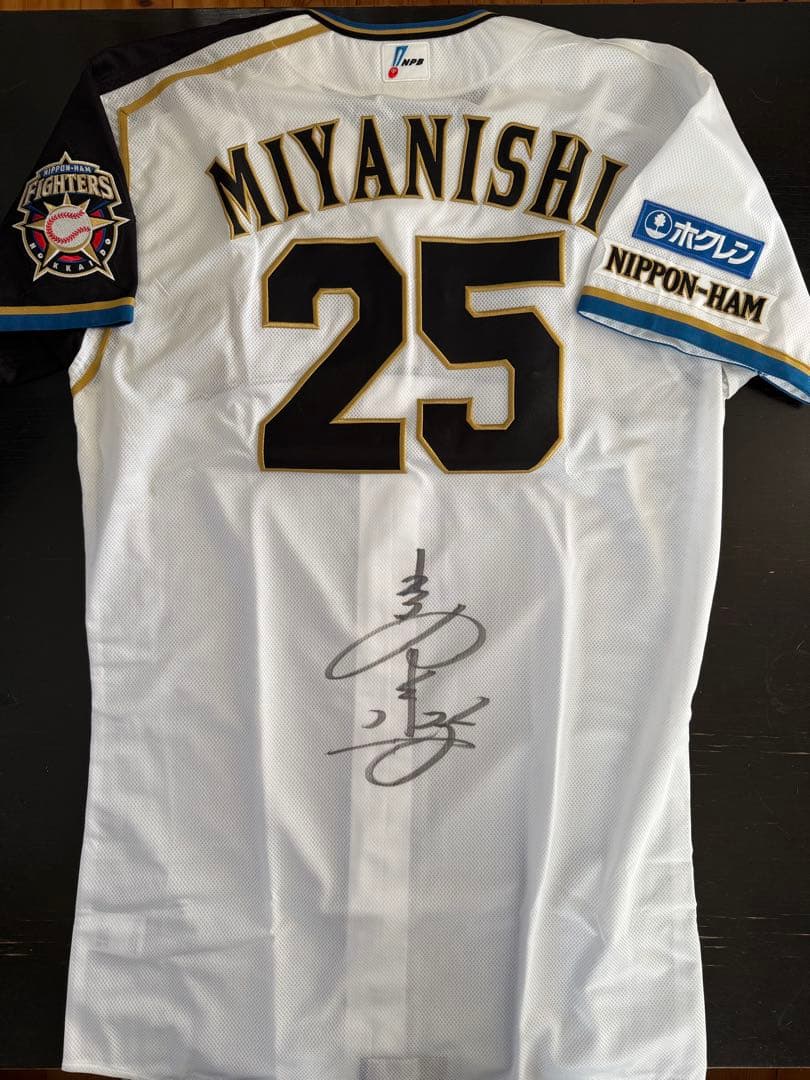 NPB
MIYANISHI
NIPPON-HAM
FIGHTERS
HOKKAIDO
25
ホクレン
NIPPON-HAM